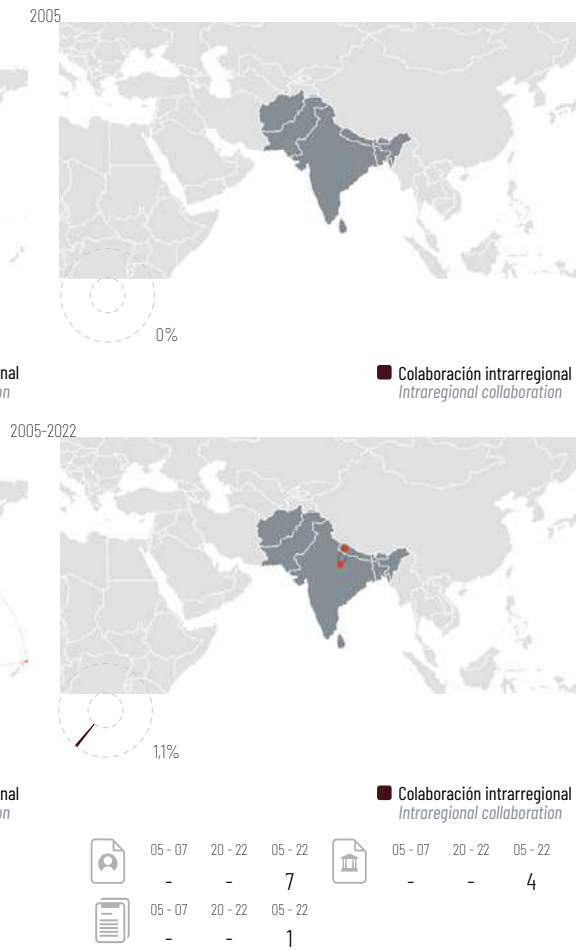 2005
0%
nal
on
Colaboración intrarregional
Intraregional collaboration
2005-2022
1,1%
nal
on
Colaboración intrarregional
Intraregional collaboration
05 - 07 20 - 22 05 - 22 05 - 07 20 - 22 05 - 22
- - 7 - - 4
05 - 07 20 - 22 05 - 22
- - 1